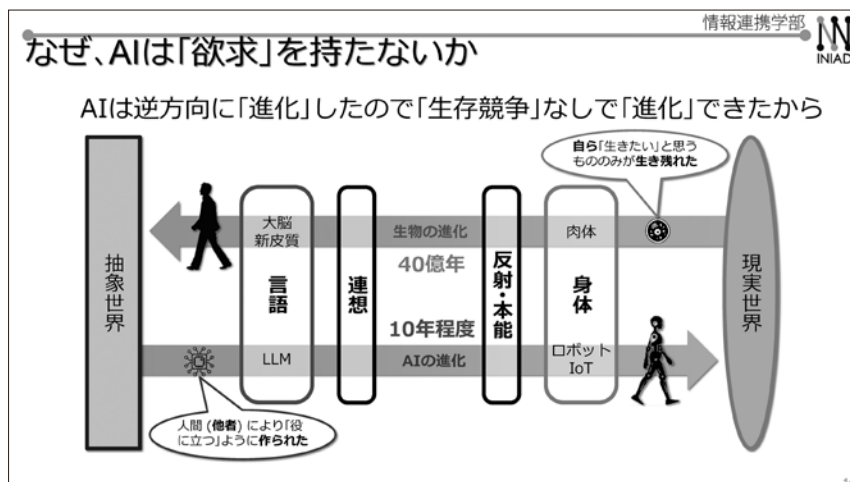 情報連携学部
INIAD
なぜ、AIは「欲求」を持たないか
AIは逆方向に「進化」したので「生存競争」なしで「進化」できたから
自ら「生きたい」と思う
もののみが生き残れた
抽象世界
大脳
新皮質
言語
LLM
連想
生物の進化
40億年
10年程度
AIの進化
反射・本能
肉体
身体
ロボット
IoT
現実世界
人間 (他者) により「役
に立つ」ように作られた